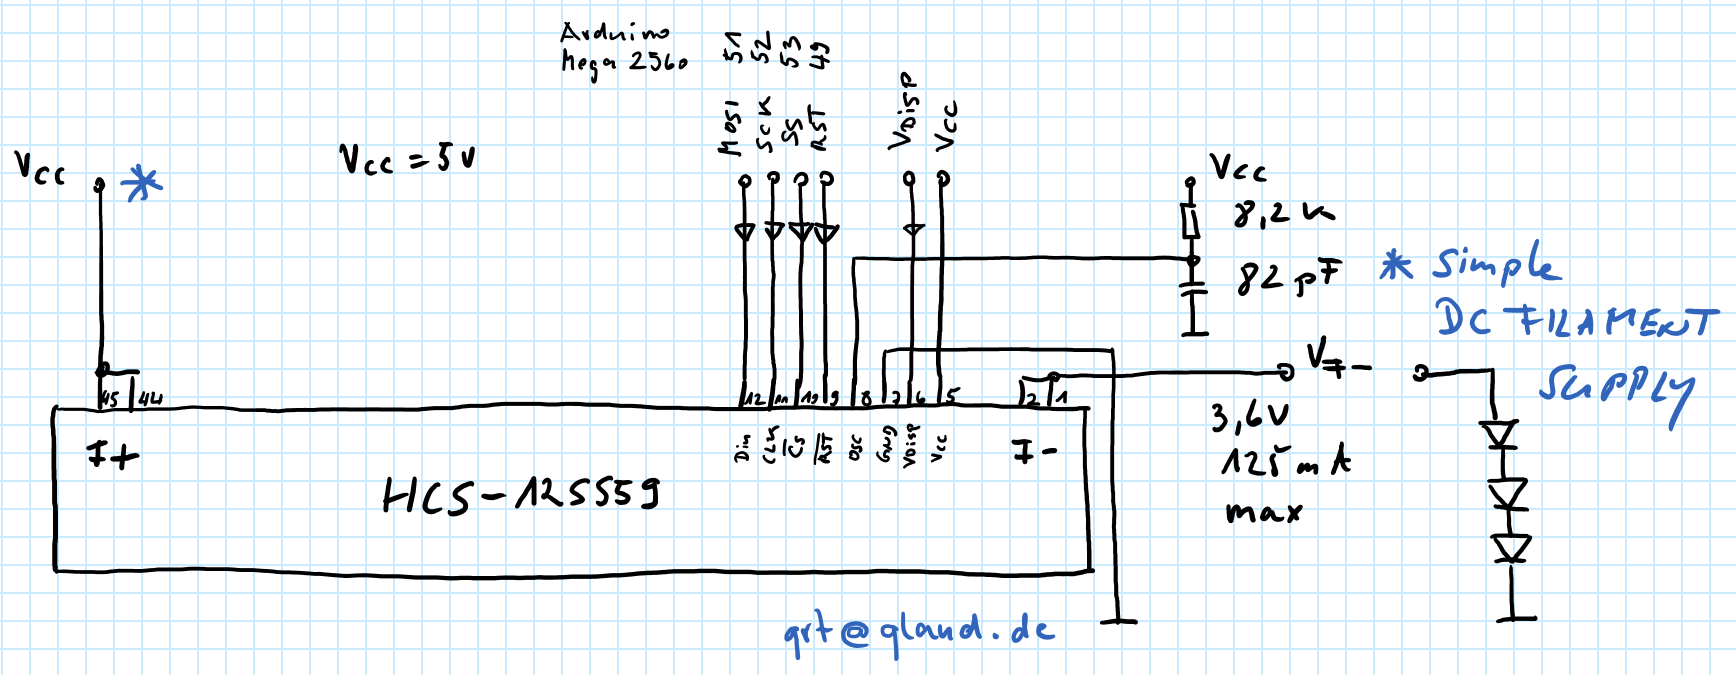 Arduino
Mega 2560
51
52
53
49
MOSI
SCK
SS
RST
VDISP
Vcc
Vcc *
Vcc = 5V
Vcc
8,2 k
82 pF
* Simple
DC FILAMENT
SUPPLY
VF-
3,6V
125 mA
max
45 44
12 11 10 9 8 7 6 5
2 1
F+
Din
CLK
/CS
/RST
OSC
GND
VDISP
Vcc
F-
HCS-12SS59
grt@qland.de